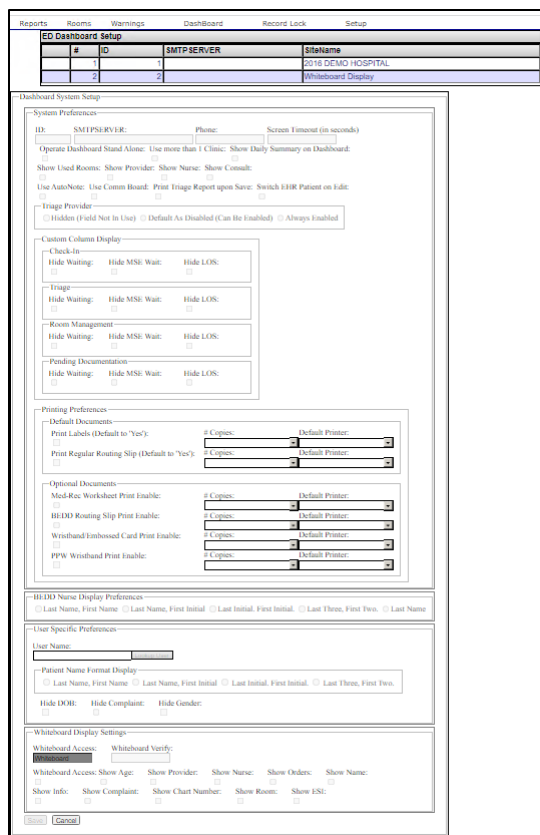 Reports Rooms Warnings DashBoard Record Lock Setup
ED Dashboard Setup
# ID SMTPSERVER SiteName
1 1 2016 DEMO HOSPITAL
2 2 Whiteboard Display
Dashboard System Setup
System Preferences
ID: SMTPSERVER: Phone: Screen Timeout (in seconds)
Operate Dashboard Stand Alone: Use more than 1 Clinic: Show Daily Summary on Dashboard:
Show Used Rooms: Show Provider: Show Nurse: Show Consult:
Use AutoNote: Use Comm Board: Print Triage Report upon Save: Switch EHR Patient on Edit:
Triage Provider
Hidden (Field Not In Use) Default As Disabled (Can Be Enabled) Always Enabled
Custom Column Display
Check-In
Hide Waiting: Hide MSE Wait: Hide LOS:
Triage
Hide Waiting: Hide MSE Wait: Hide LOS:
Room Management
Hide Waiting: Hide MSE Wait: Hide LOS:
Pending Documentation
Hide Waiting: Hide MSE Wait: Hide LOS:
Printing Preferences
Default Documents
Print Labels (Default to 'Yes'): # Copies: Default Printer:
Print Regular Routing Slip (Default to 'Yes'): # Copies: Default Printer:
Optional Documents
Med-Rec Worksheet Print Enable: # Copies: Default Printer:
BEDD Routing Slip Print Enable: # Copies: Default Printer:
Wristband/Embossed Card Print Enable: # Copies: Default Printer:
PPW Wristband Print Enable: # Copies: Default Printer:
BEDD Nurse Display Preferences
Last Name, First Name Last Name, First Initial Last Initial. First Initial. Last Three, First Two. Last Name
User Specific Preferences
User Name:
Patient Name Format Display
Last Name, First Name Last Name, First Initial Last Initial. First Initial. Last Three, First Two.
Hide DOB: Hide Complaint: Hide Gender:
Whiteboard Display Settings
Whiteboard Access: Whiteboard Verify:
Whiteboard
Whiteboard Access: Show Age: Show Provider: Show Nurse: Show Orders: Show Name:
Show Info: Show Complaint: Show Chart Number: Show Room: Show ESI:
Save Cancel